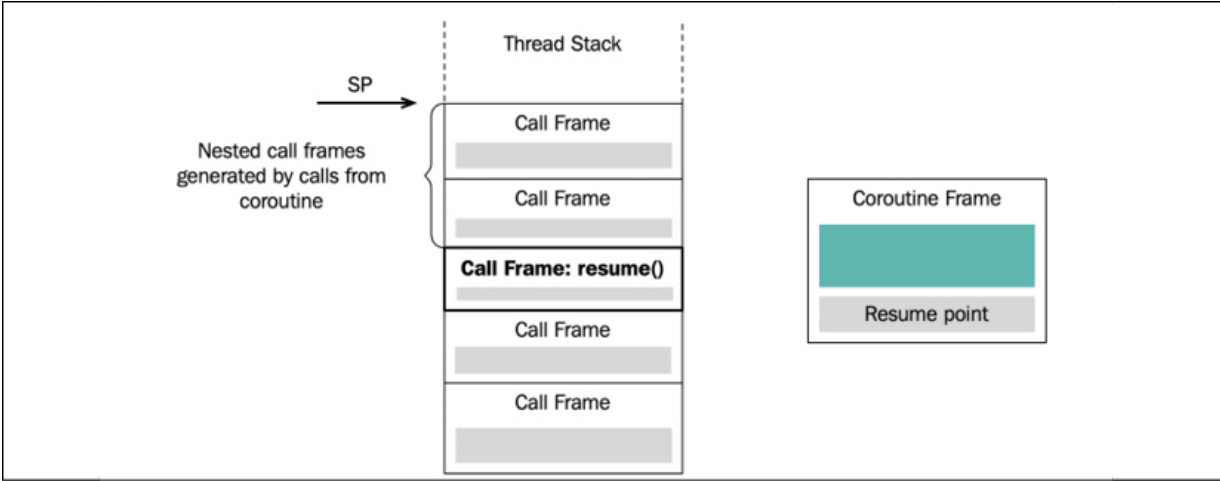 Thread Stack
SP
Call Frame
Nested call frames
generated by calls from
coroutine
Call Frame
Call Frame: resume()
Call Frame
Call Frame
Coroutine Frame
Resume point